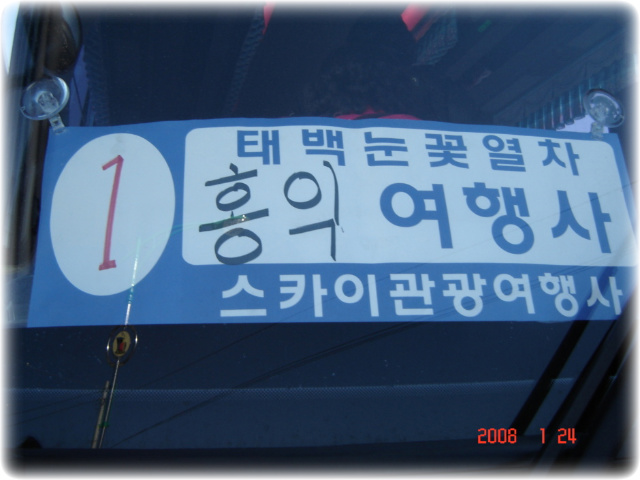 1
태백눈꽃열차
홍익 여행사
스카이관광여행사
2008 1 24